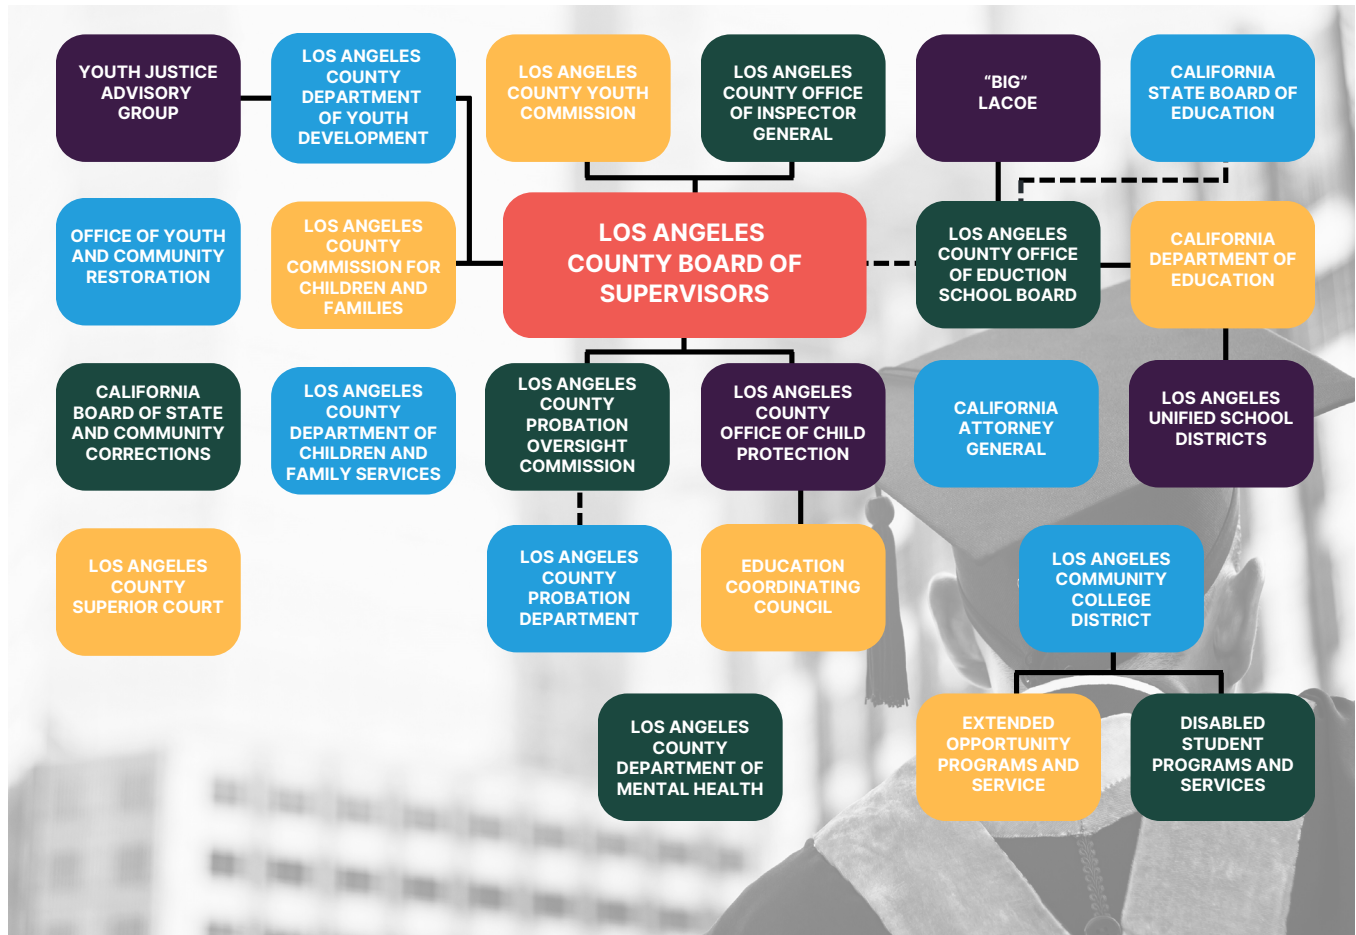 YOUTH JUSTICE
ADVISORY
GROUP
LOS ANGELES
COUNTY
DEPARTMENT
OF YOUTH
DEVELOPMENT
LOS ANGELES
COUNTY YOUTH
COMMISSION
LOS ANGELES
COUNTY OFFICE
OF INSPECTOR
GENERAL
“BIG”
LACOE
CALIFORNIA
STATE BOARD OF
EDUCATION
OFFICE OF YOUTH
AND COMMUNITY
RESTORATION
LOS ANGELES
COUNTY
COMMISSION FOR
CHILDREN AND
FAMILIES
LOS ANGELES
COUNTY BOARD OF
SUPERVISORS
LOS ANGELES
COUNTY OFFICE
OF EDUCTION
SCHOOL BOARD
CALIFORNIA
DEPARTMENT OF
EDUCATION
CALIFORNIA
BOARD OF STATE
AND COMMUNITY
CORRECTIONS
LOS ANGELES
COUNTY
DEPARTMENT OF
CHILDREN AND
FAMILY SERVICES
LOS ANGELES
COUNTY
PROBATION
OVERSIGHT
COMMISSION
LOS ANGELES
COUNTY
OFFICE OF CHILD
PROTECTION
CALIFORNIA
ATTORNEY
GENERAL
LOS ANGELES
UNIFIED SCHOOL
DISTRICTS
LOS ANGELES
COUNTY
SUPERIOR COURT
LOS ANGELES
COUNTY
PROBATION
DEPARTMENT
EDUCATION
COORDINATING
COUNCIL
LOS ANGELES
COMMUNITY
COLLEGE
DISTRICT
LOS ANGELES
COUNTY
DEPARTMENT OF
MENTAL HEALTH
EXTENDED
OPPORTUNITY
PROGRAMS AND
SERVICE
DISABLED
STUDENT
PROGRAMS AND
SERVICES